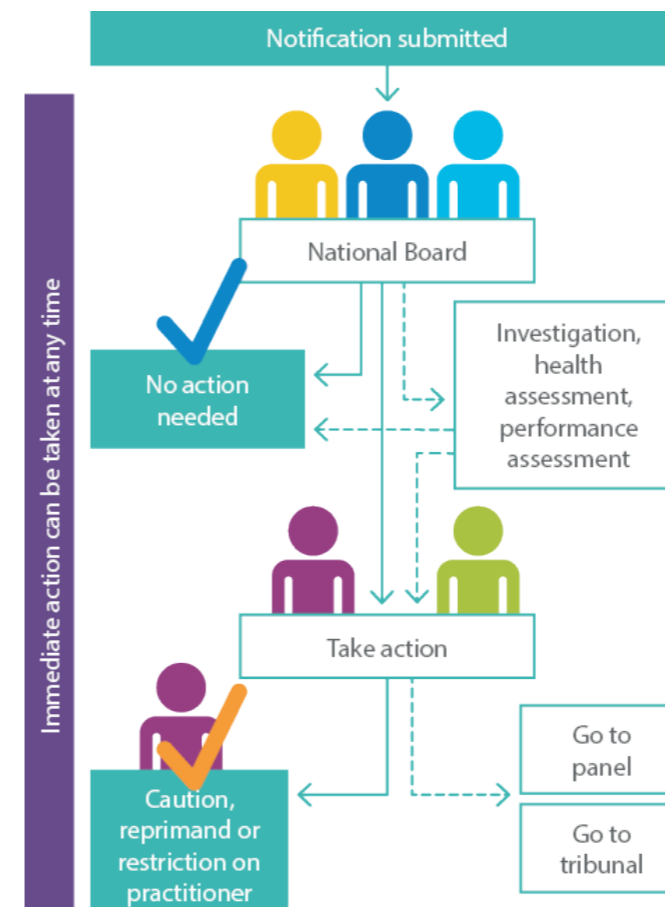 Notification submitted
Immediate action can be taken at any time
National Board
No action
needed
Investigation,
health
assessment,
performance
assessment
Take action
Caution,
reprimand or
restriction on
practitioner
Go to
panel
Go to
tribunal